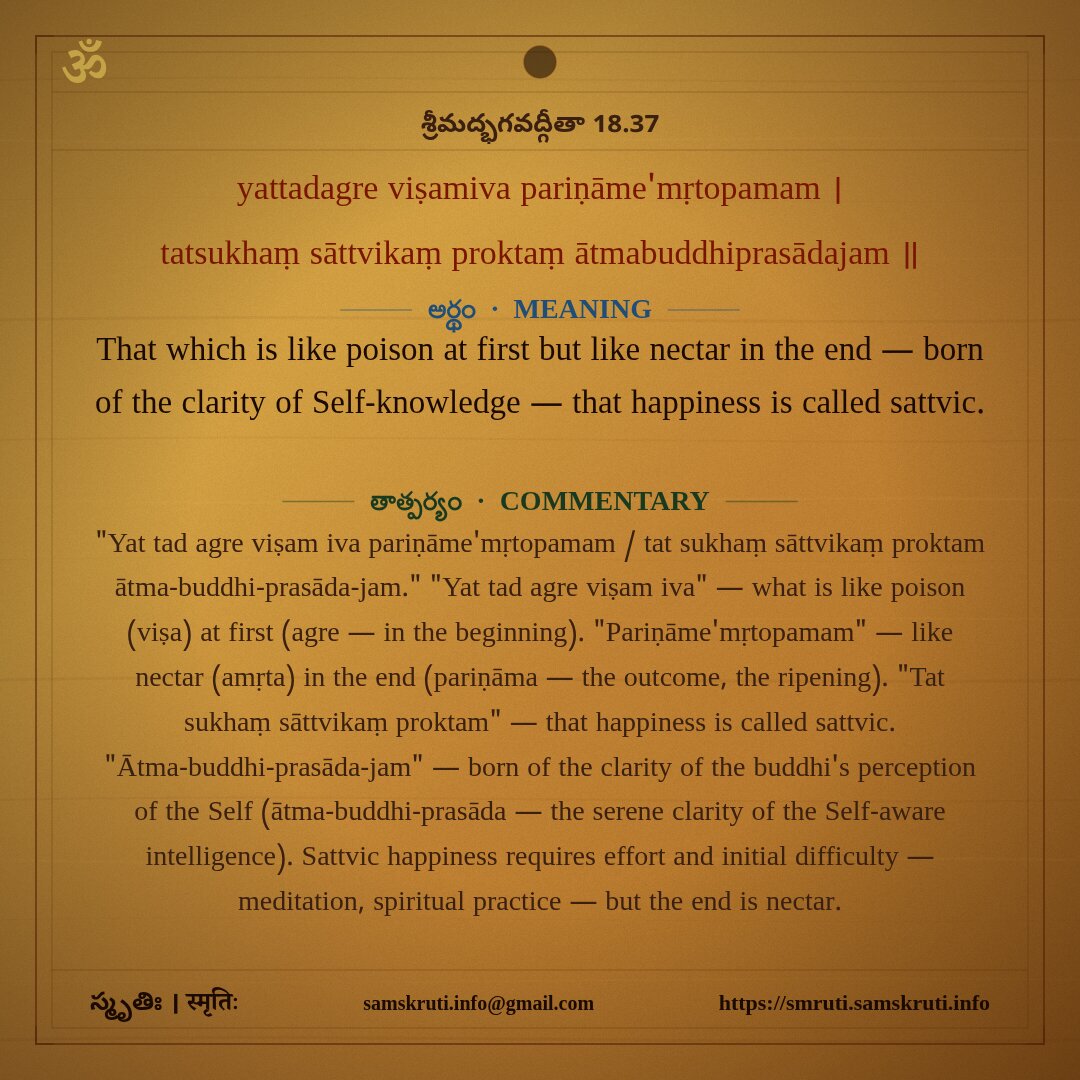 ॐ
శ్రీమద్భగవద్గీతా 18.37
yattadagre viṣamiva pariṇāme'mṛtopamam |
tatsukhaṃ sāttvikaṃ proktaṃ ātmabuddhiprasādajam ||
అర్థం · MEANING
That which is like poison at first but like nectar in the end — born
of the clarity of Self-knowledge — that happiness is called sattvic.
తాత్పర్యం · COMMENTARY
"Yat tad agre viṣam iva pariṇāme'mṛtopamam / tat sukhaṃ sāttvikaṃ proktam
ātma-buddhi-prasāda-jam." "Yat tad agre viṣam iva" — what is like poison
(viṣa) at first (agre — in the beginning). "Pariṇāme'mṛtopamam" — like
nectar (amṛta) in the end (pariṇāma — the outcome, the ripening). "Tat
sukhaṃ sāttvikaṃ proktam" — that happiness is called sattvic.
"Ātma-buddhi-prasāda-jam" — born of the clarity of the buddhi's perception
of the Self (ātma-buddhi-prasāda — the serene clarity of the Self-aware
intelligence). Sattvic happiness requires effort and initial difficulty —
meditation, spiritual practice — but the end is nectar.
స్మృతిః | स्मृतिः samskruti.info@gmail.com https://smruti.samskruti.info